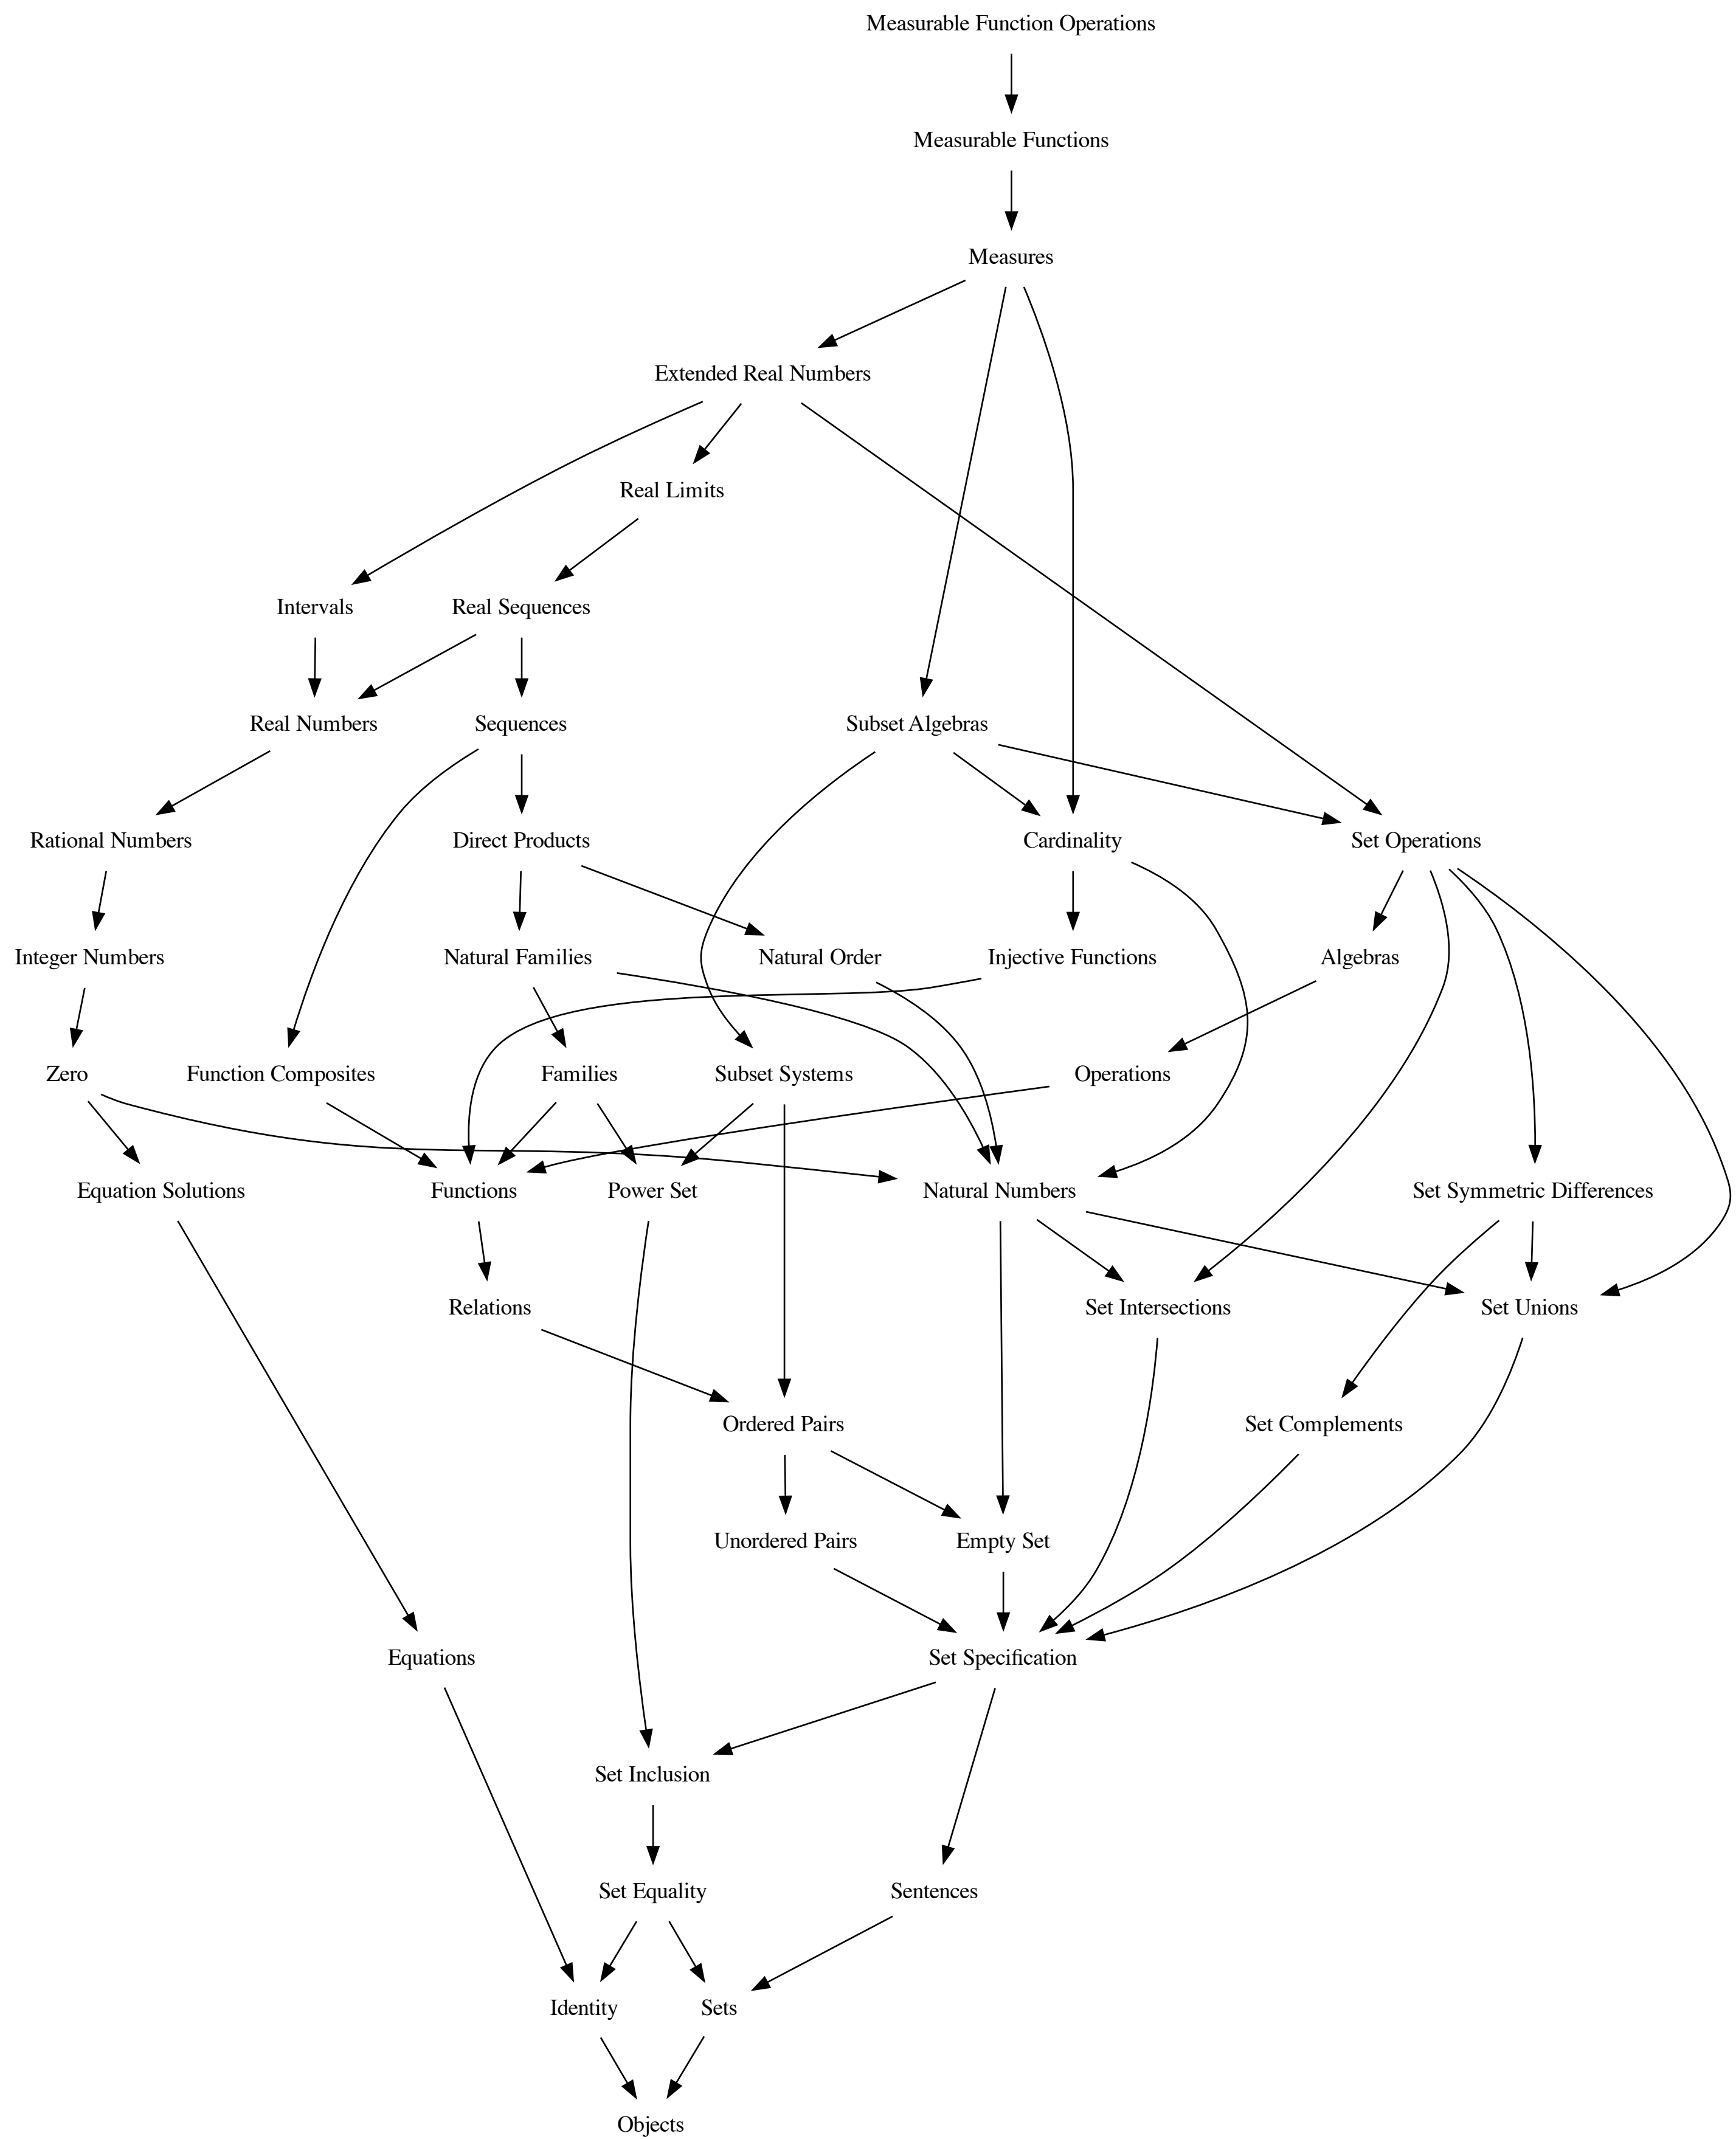 Measurable Function Operations
Measurable Functions
Measures
Extended Real Numbers
Real Limits
Intervals
Real Sequences
Real Numbers
Sequences
Subset Algebras
Rational Numbers
Direct Products
Cardinality
Set Operations
Integer Numbers
Natural Families
Natural Order
Injective Functions
Algebras
Zero
Function Composites
Families
Subset Systems
Operations
Equation Solutions
Functions
Power Set
Natural Numbers
Set Symmetric Differences
Relations
Set Intersections
Set Unions
Ordered Pairs
Set Complements
Unordered Pairs
Empty Set
Equations
Set Specification
Set Inclusion
Set Equality
Sentences
Identity
Sets
Objects